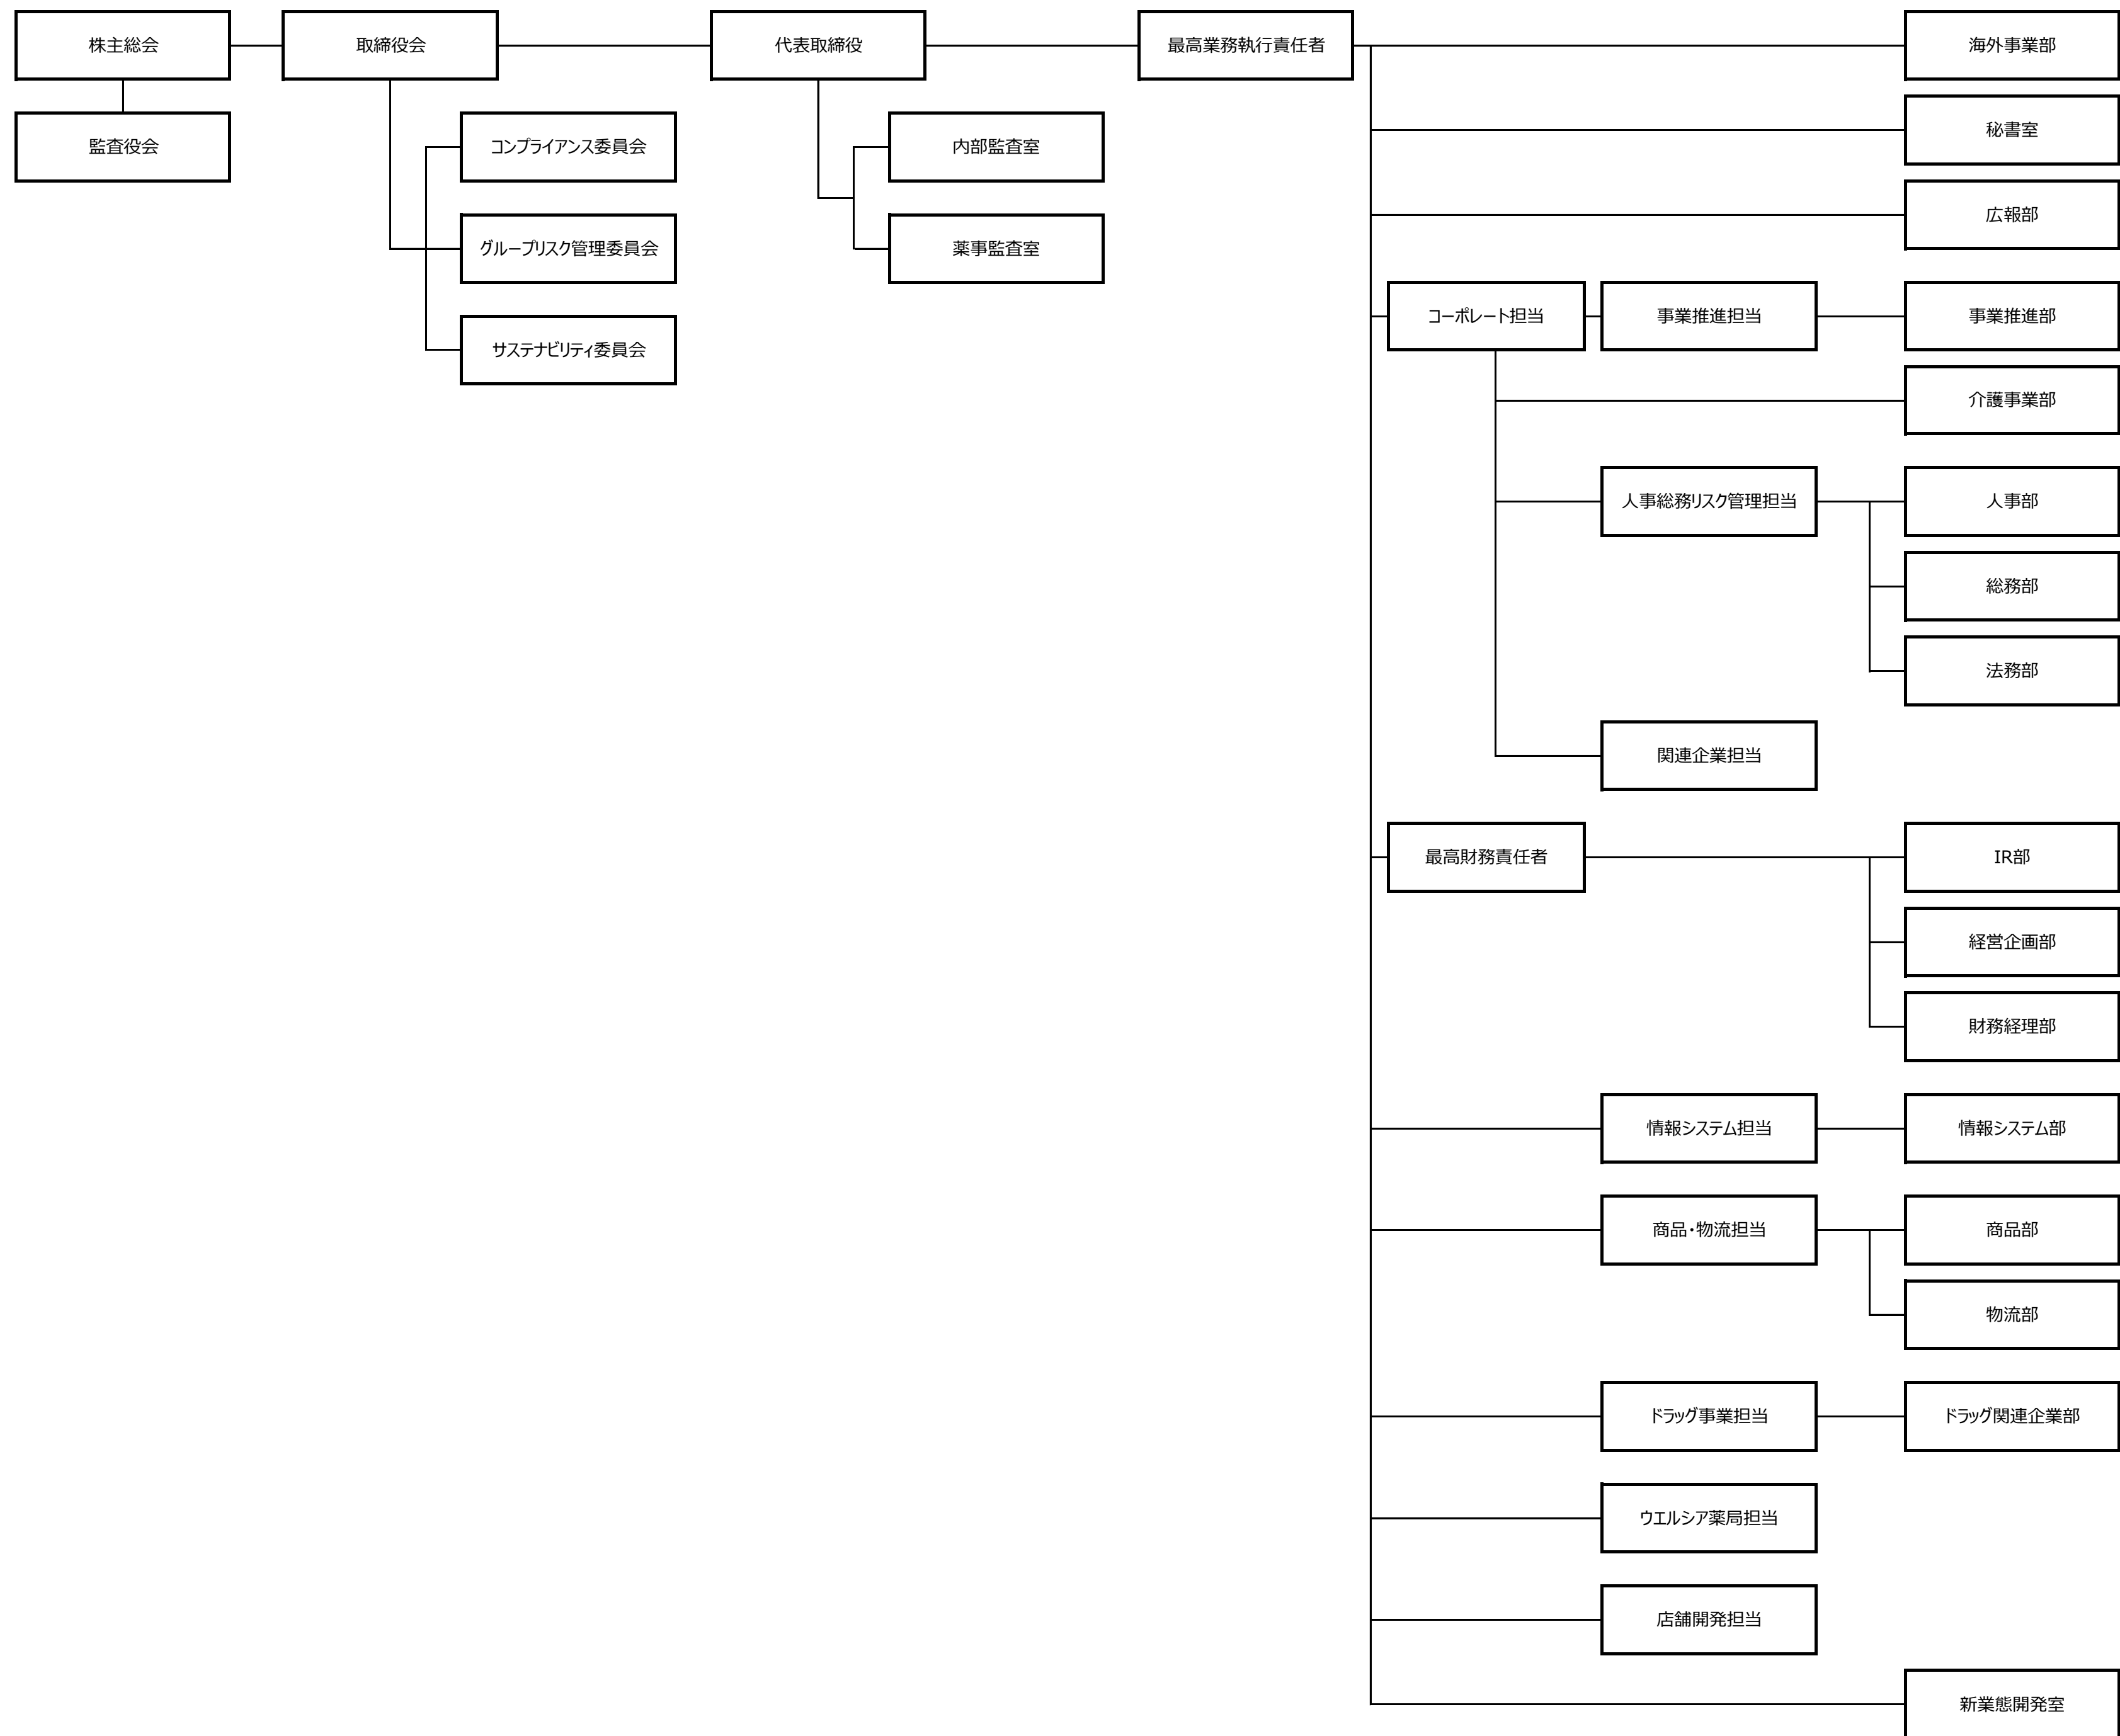 株主総会
取締役会
代表取締役
最高業務執行責任者
海外事業部
秘書室
監査役会
コンプライアンス委員会
内部監査室
広報部
グループリスク管理委員会
薬事監査室
コーポレート担当
事業推進担当
事業推進部
サステナビリティ委員会
介護事業部
人事総務リスク管理担当
人事部
総務部
法務部
関連企業担当
最高財務責任者
IR部
経営企画部
財務経理部
情報システム担当
情報システム部
商品・物流担当
商品部
物流部
ドラッグ事業担当
ドラッグ関連企業部
ウエルシア薬局担当
店舗開発担当
新業態開発室